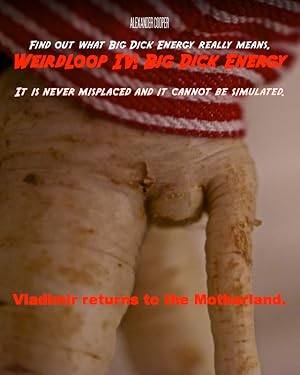 ALEXANDER COOPER
Find out what Big Dick Energy really means,
WeirdLoop IV: Big Dick Energy
It is never misplaced and it cannot be simulated.
Vladimir returns to the Motherland.